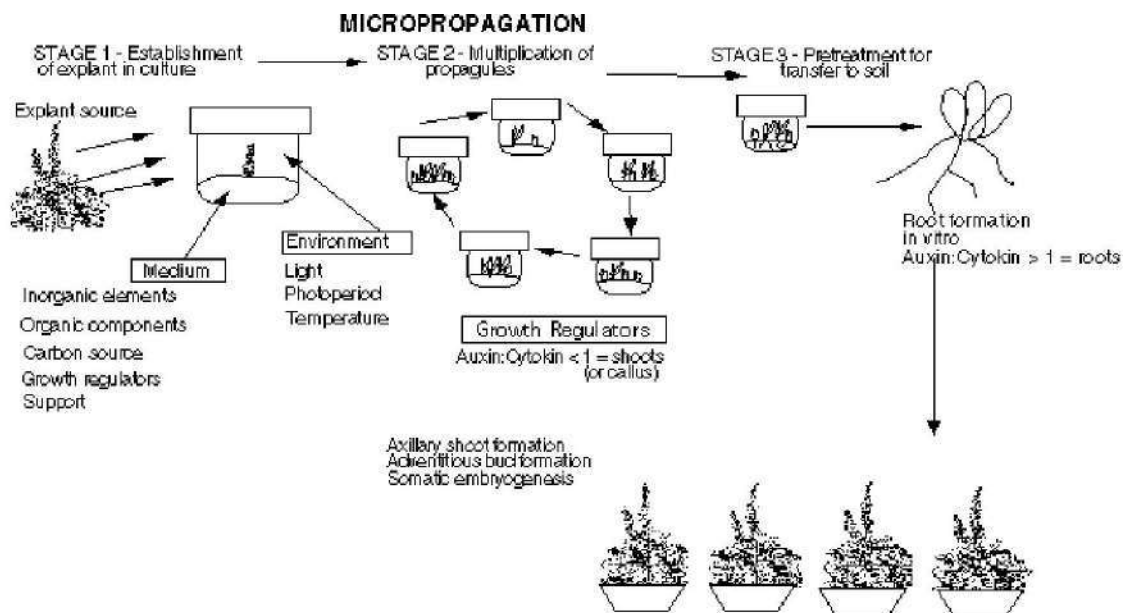 MICROPROPAGATION
STAGE 1 - Establishment
of explant in culture
STAGE 2 - Multiplication of
propagules
STAGE 3 - Pretreatment for
transfer to soil
Explant source
Medium
Inorganic elements
Organic components
Carbon source
Growth regulators
Support
Environment
Light
Photoperiod
Temperature
Growth Regulators
Auxin:Cytokin < 1 = shoots
(or callus)
Axillary shoot formation
Adventitious bud formation
Somatic embryogenesis
Root formation
in vitro
Auxin:Cytokin > 1 = roots